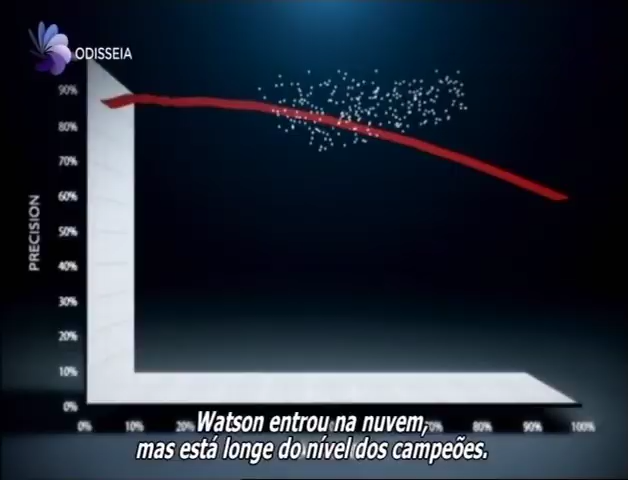 ODISSEIA
90%
80%
70%
60%
50%
40%
30%
20%
10%
0%
PRECISION
0% 10% 20% 80% 90% 100%
Watson entrou na nuvem,
mas está longe do nível dos campeões.